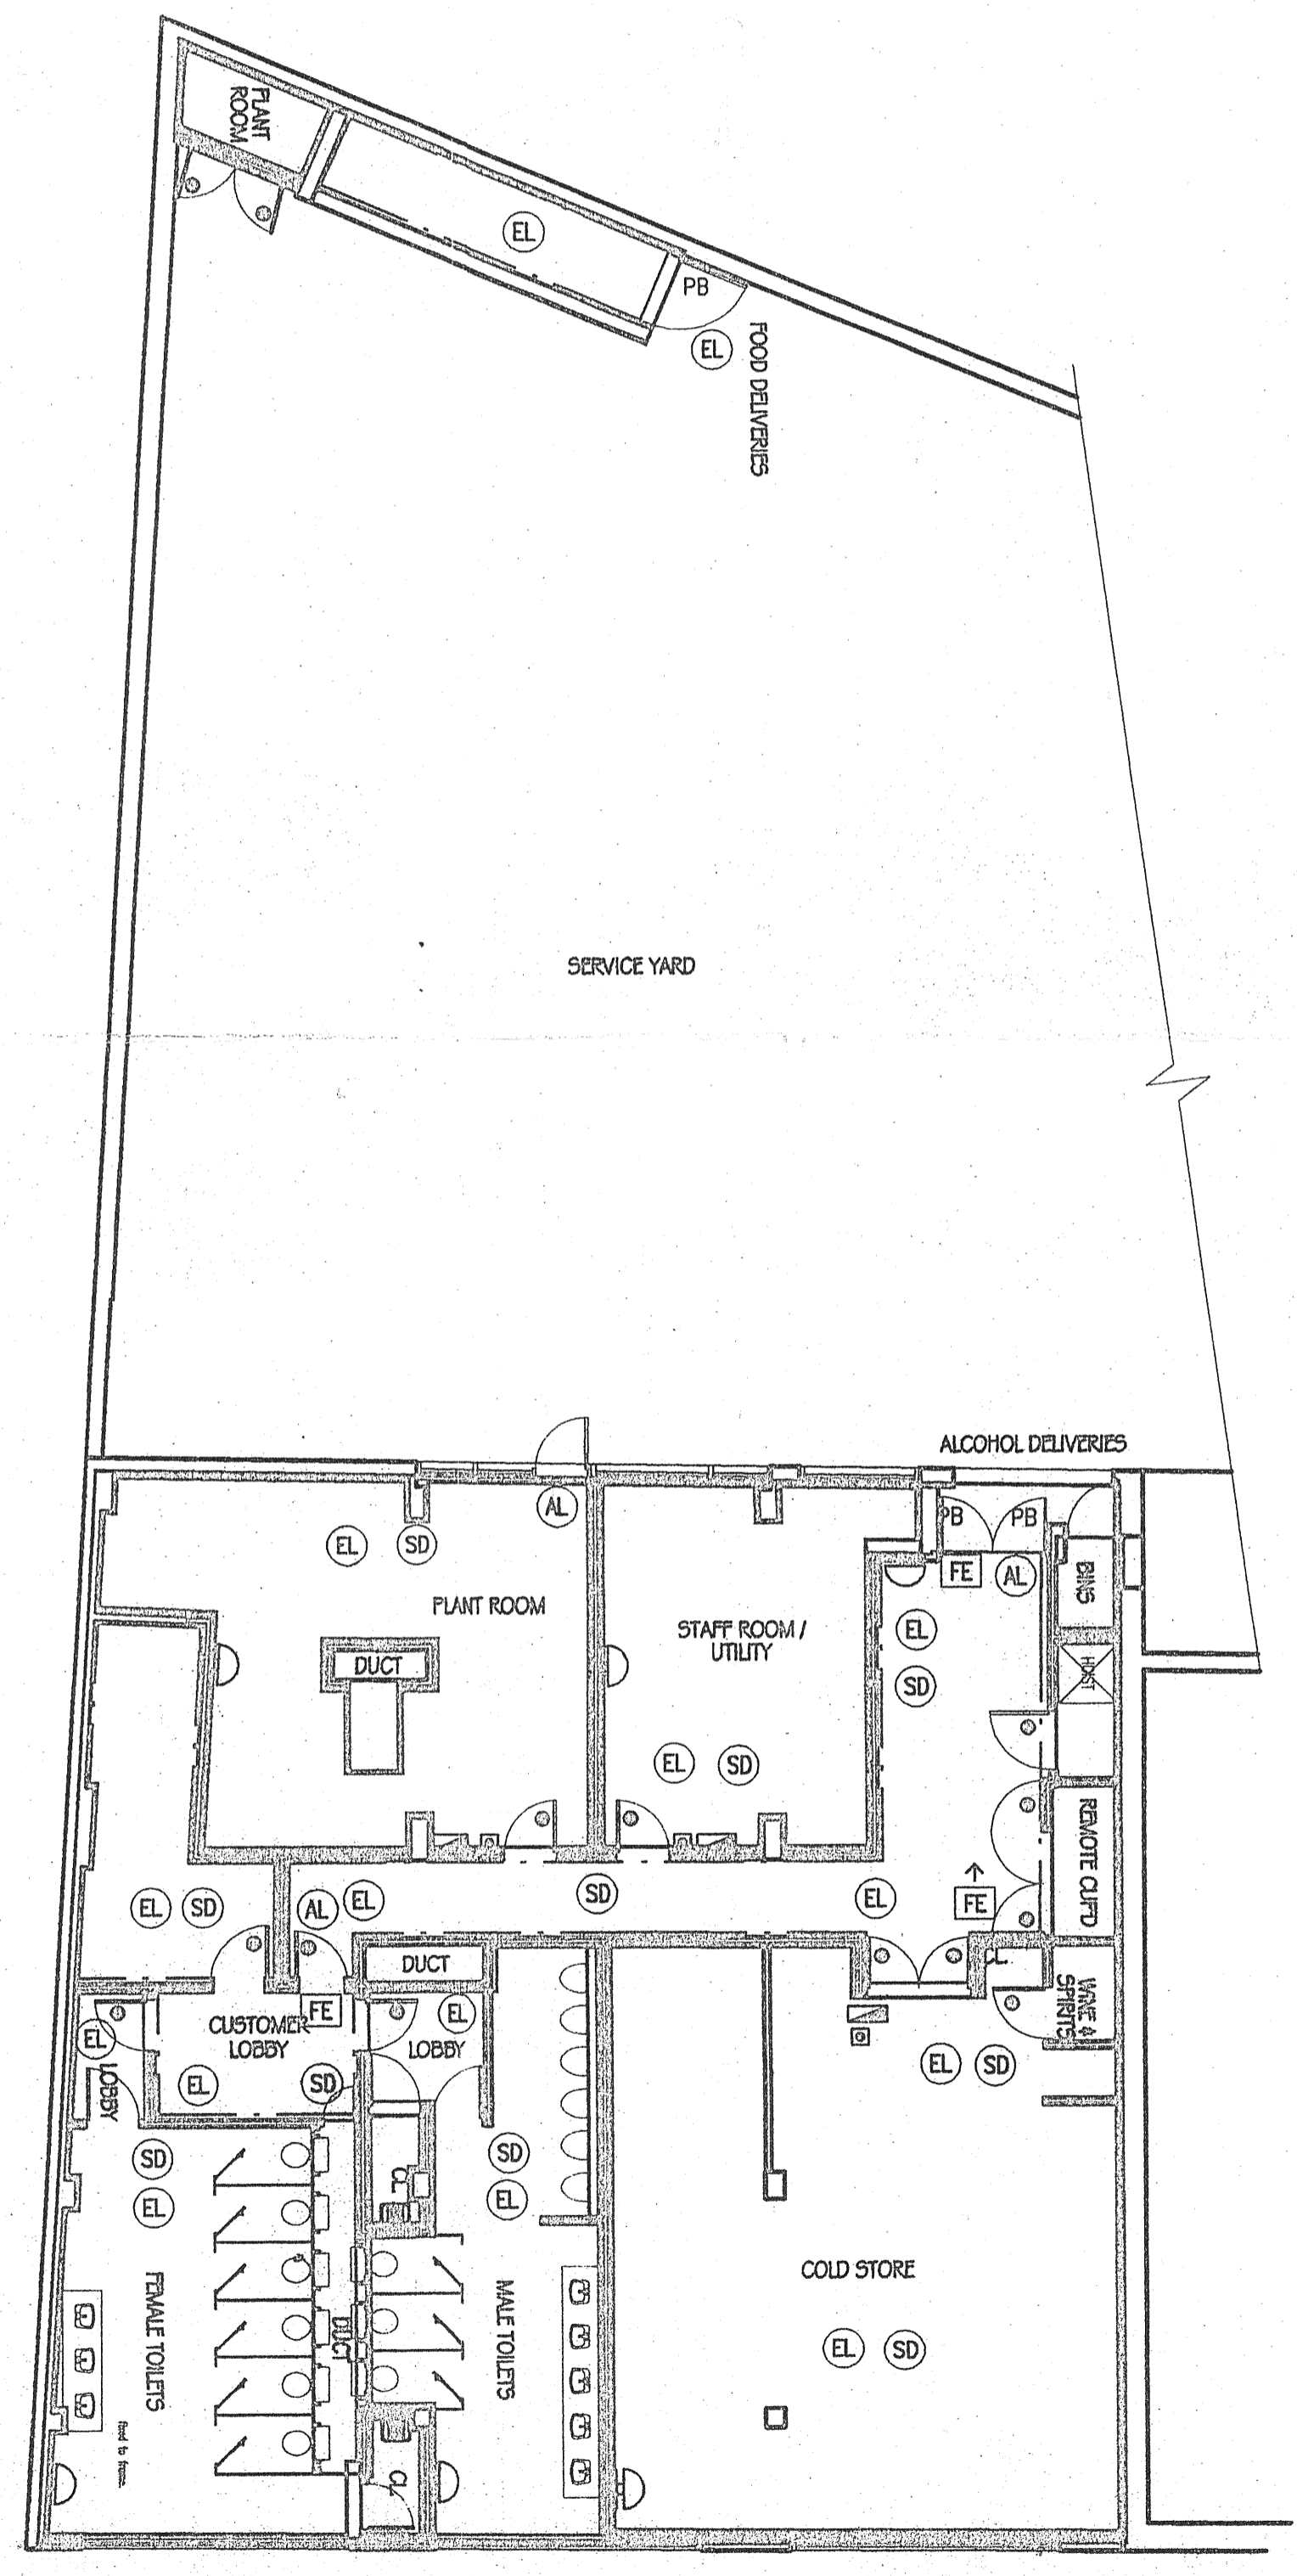 PLANT
ROOM
EL
PB
EL
FOOD DELIVERIES
SERVICE YARD
ALCOHOL DELIVERIES
AL
PB
PB
EL
SD
FE
AL
BINS
PLANT ROOM
STAFF ROOM /
UTILITY
EL
DUCT
HOIST
SD
EL
SD
REMOTE CUP'D
EL
SD
AL
EL
SD
EL
FE
DUCT
CL.
WINE &
SPIRITS
FE
EL
EL
CUSTOMER
LOBBY
LOBBY
EL
SD
LOBBY
EL
SD
SD
SD
CL
EL
EL
COLD STORE
FEMALE TOILETS
MALE TOILETS
DUCT
EL
SD
CL